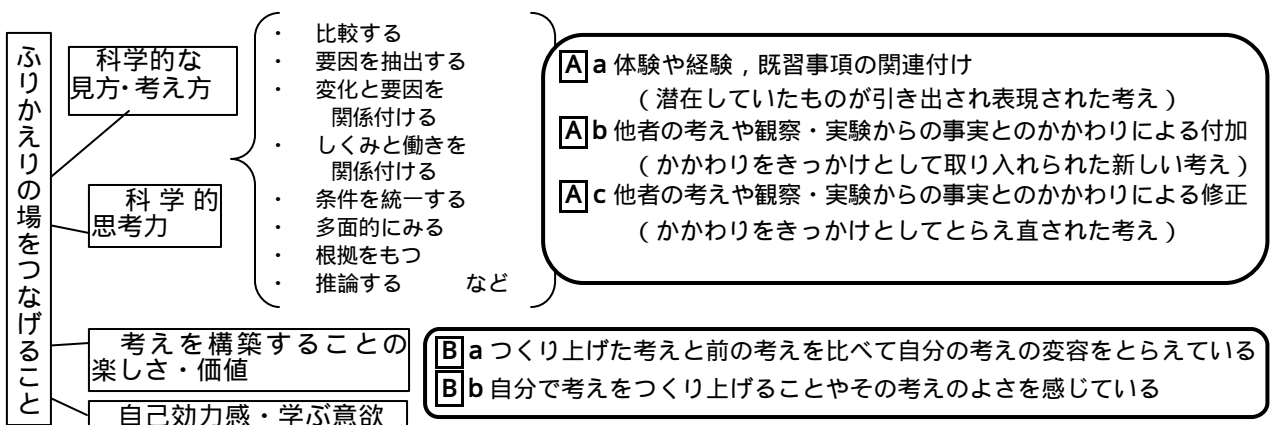 ふりかえりの場をつなげること
科学的な
見方・考え方
科学的
思考力
・ 比較する
・ 要因を抽出する
・ 変化と要因を
関係付ける
・ しくみと働きを
関係付ける
・ 条件を統一する
・ 多面的にみる
・ 根拠をもつ
・ 推論する など
A a 体験や経験，既習事項の関連付け
（潜在していたものが引き出され表現された考え）
A b 他者の考えや観察・実験からの事実とのかかわりによる付加
（かかわりをきっかけとして取り入れられた新しい考え）
A c 他者の考えや観察・実験からの事実とのかかわりによる修正
（かかわりをきっかけとしてとらえ直された考え）
考えを構築することの
楽しさ・価値
自己効力感・学ぶ意欲
B a つくり上げた考えと前の考えを比べて自分の考えの変容をとらえている
B b 自分で考えをつくり上げることやその考えのよさを感じている